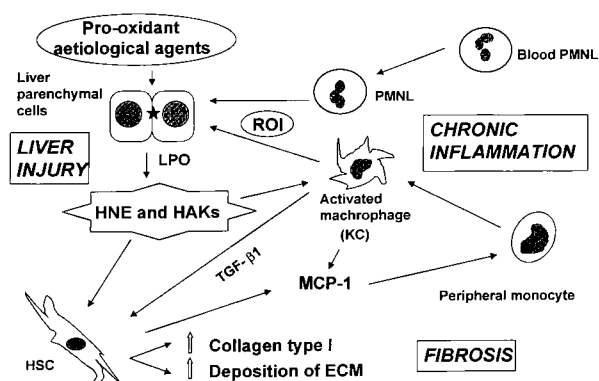 Pro-oxidant
aetiological agents
Blood PMNL
Liver
parenchymal
cells
PMNL
ROI
LIVER
INJURY
LPO
CHRONIC
INFLAMMATION
HNE and HAKs
Activated
machrophage
(KC)
TGF-β1
MCP-1
Peripheral monocyte
HSC
⇧ Collagen type I
⇧ Deposition of ECM
FIBROSIS